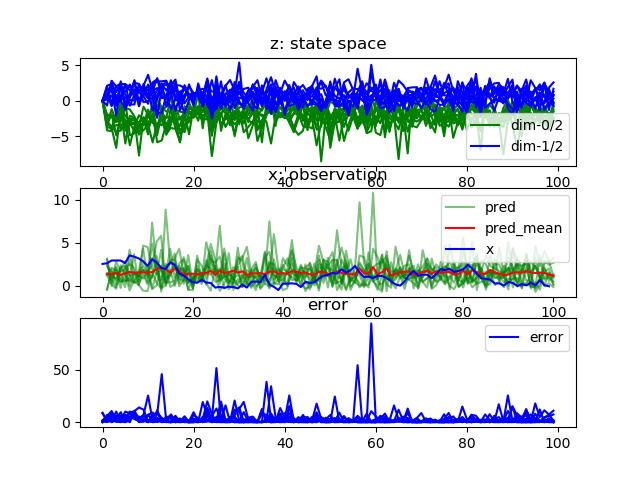 z: state space
5
0
−5
dim-0/2
dim-1/2
0 20 40 60 80 100
x: observation
10
5
0
pred
pred_mean
x
0 20 40 60 80 100
error
50
0
error
0 20 40 60 80 100